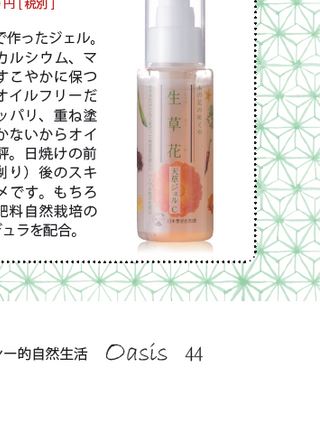 円[税別]
で作ったジェル。
カルシウム、マ
すこやかに保つ
オイルフリーだ
ッパリ、重ね塗
かないからオイ
評。日焼けの前
剃り）後のスキ
メです。もちろ
肥料自然栽培の
ジュラを配合。
生草花
天草ジェルC
ンー的自然生活 Oasis 44